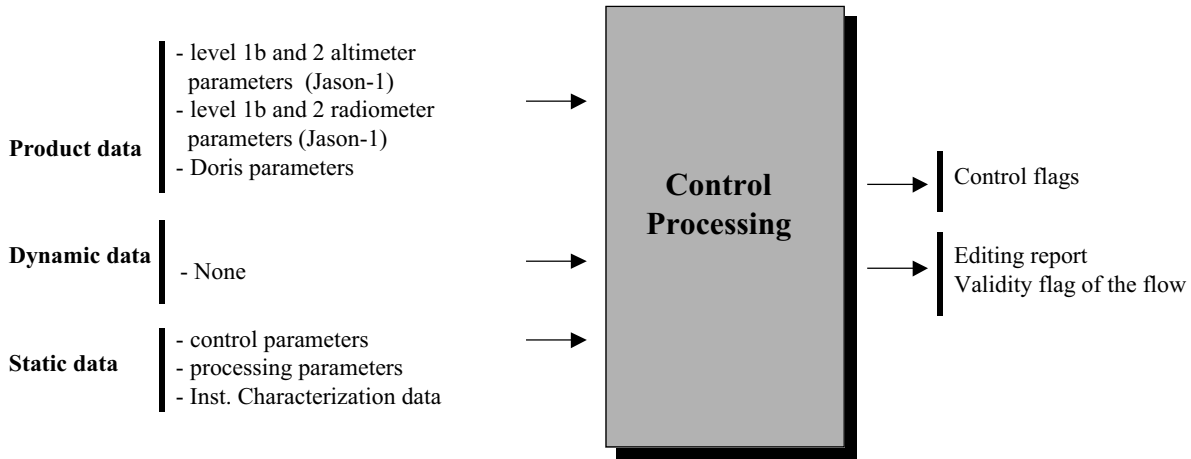 Product data
- level 1b and 2 altimeter
parameters (Jason-1)
- level 1b and 2 radiometer
parameters (Jason-1)
- Doris parameters
Dynamic data
- None
Static data
- control parameters
- processing parameters
- Inst. Characterization data
Control
Processing
Control flags
Editing report
Validity flag of the flow